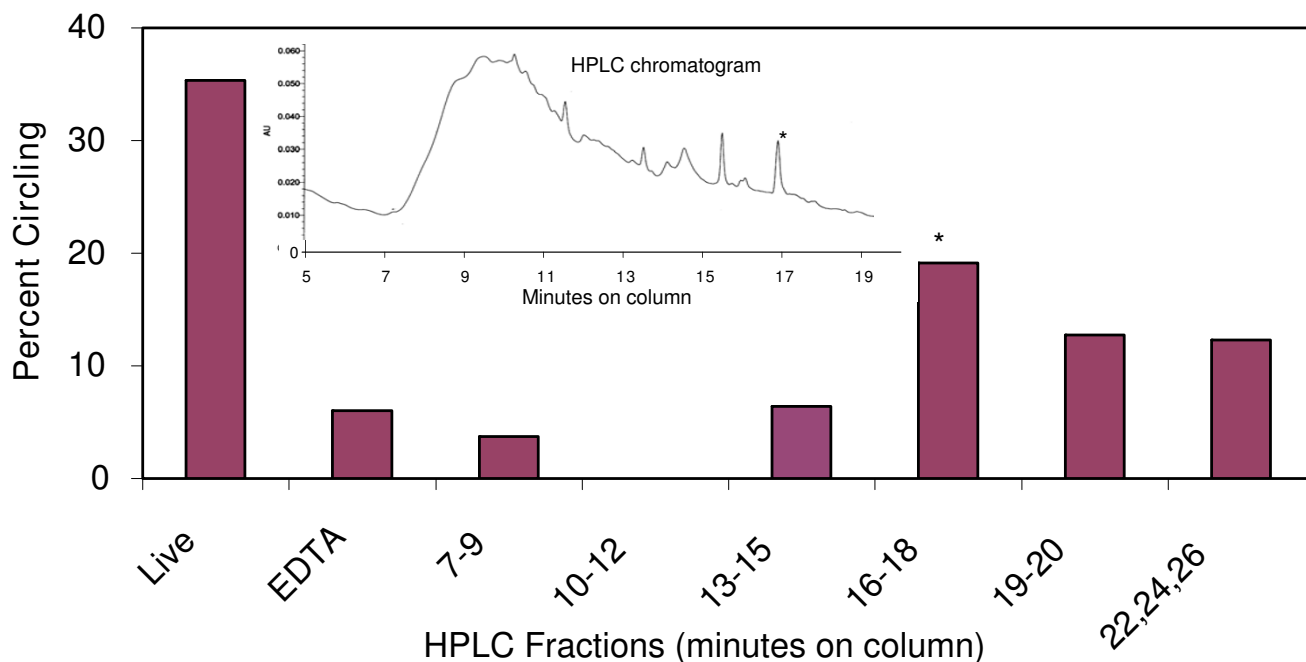 40
30
20
10
0
Percent Circling
Live
EDTA
7-9
10-12
13-15
16-18
19-20
22,24,26
HPLC Fractions (minutes on column)
*
HPLC chromatogram
*
AU
0.060
0.050
0.040
0.030
0.020
0.010
0
5 7 9 11 13 15 17 19
Minutes on column